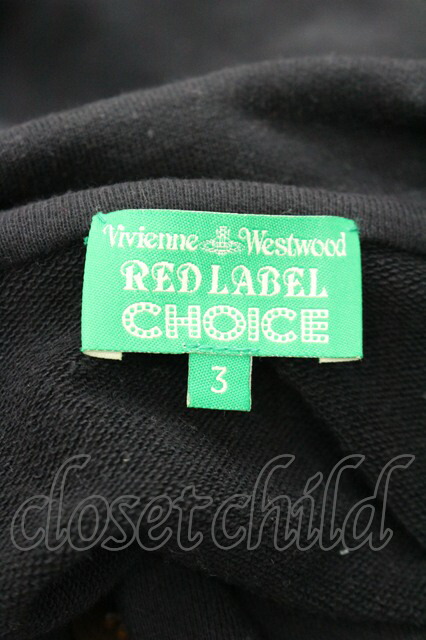 Vivienne Westwood
RED LABEL
CHOICE
3
closet child